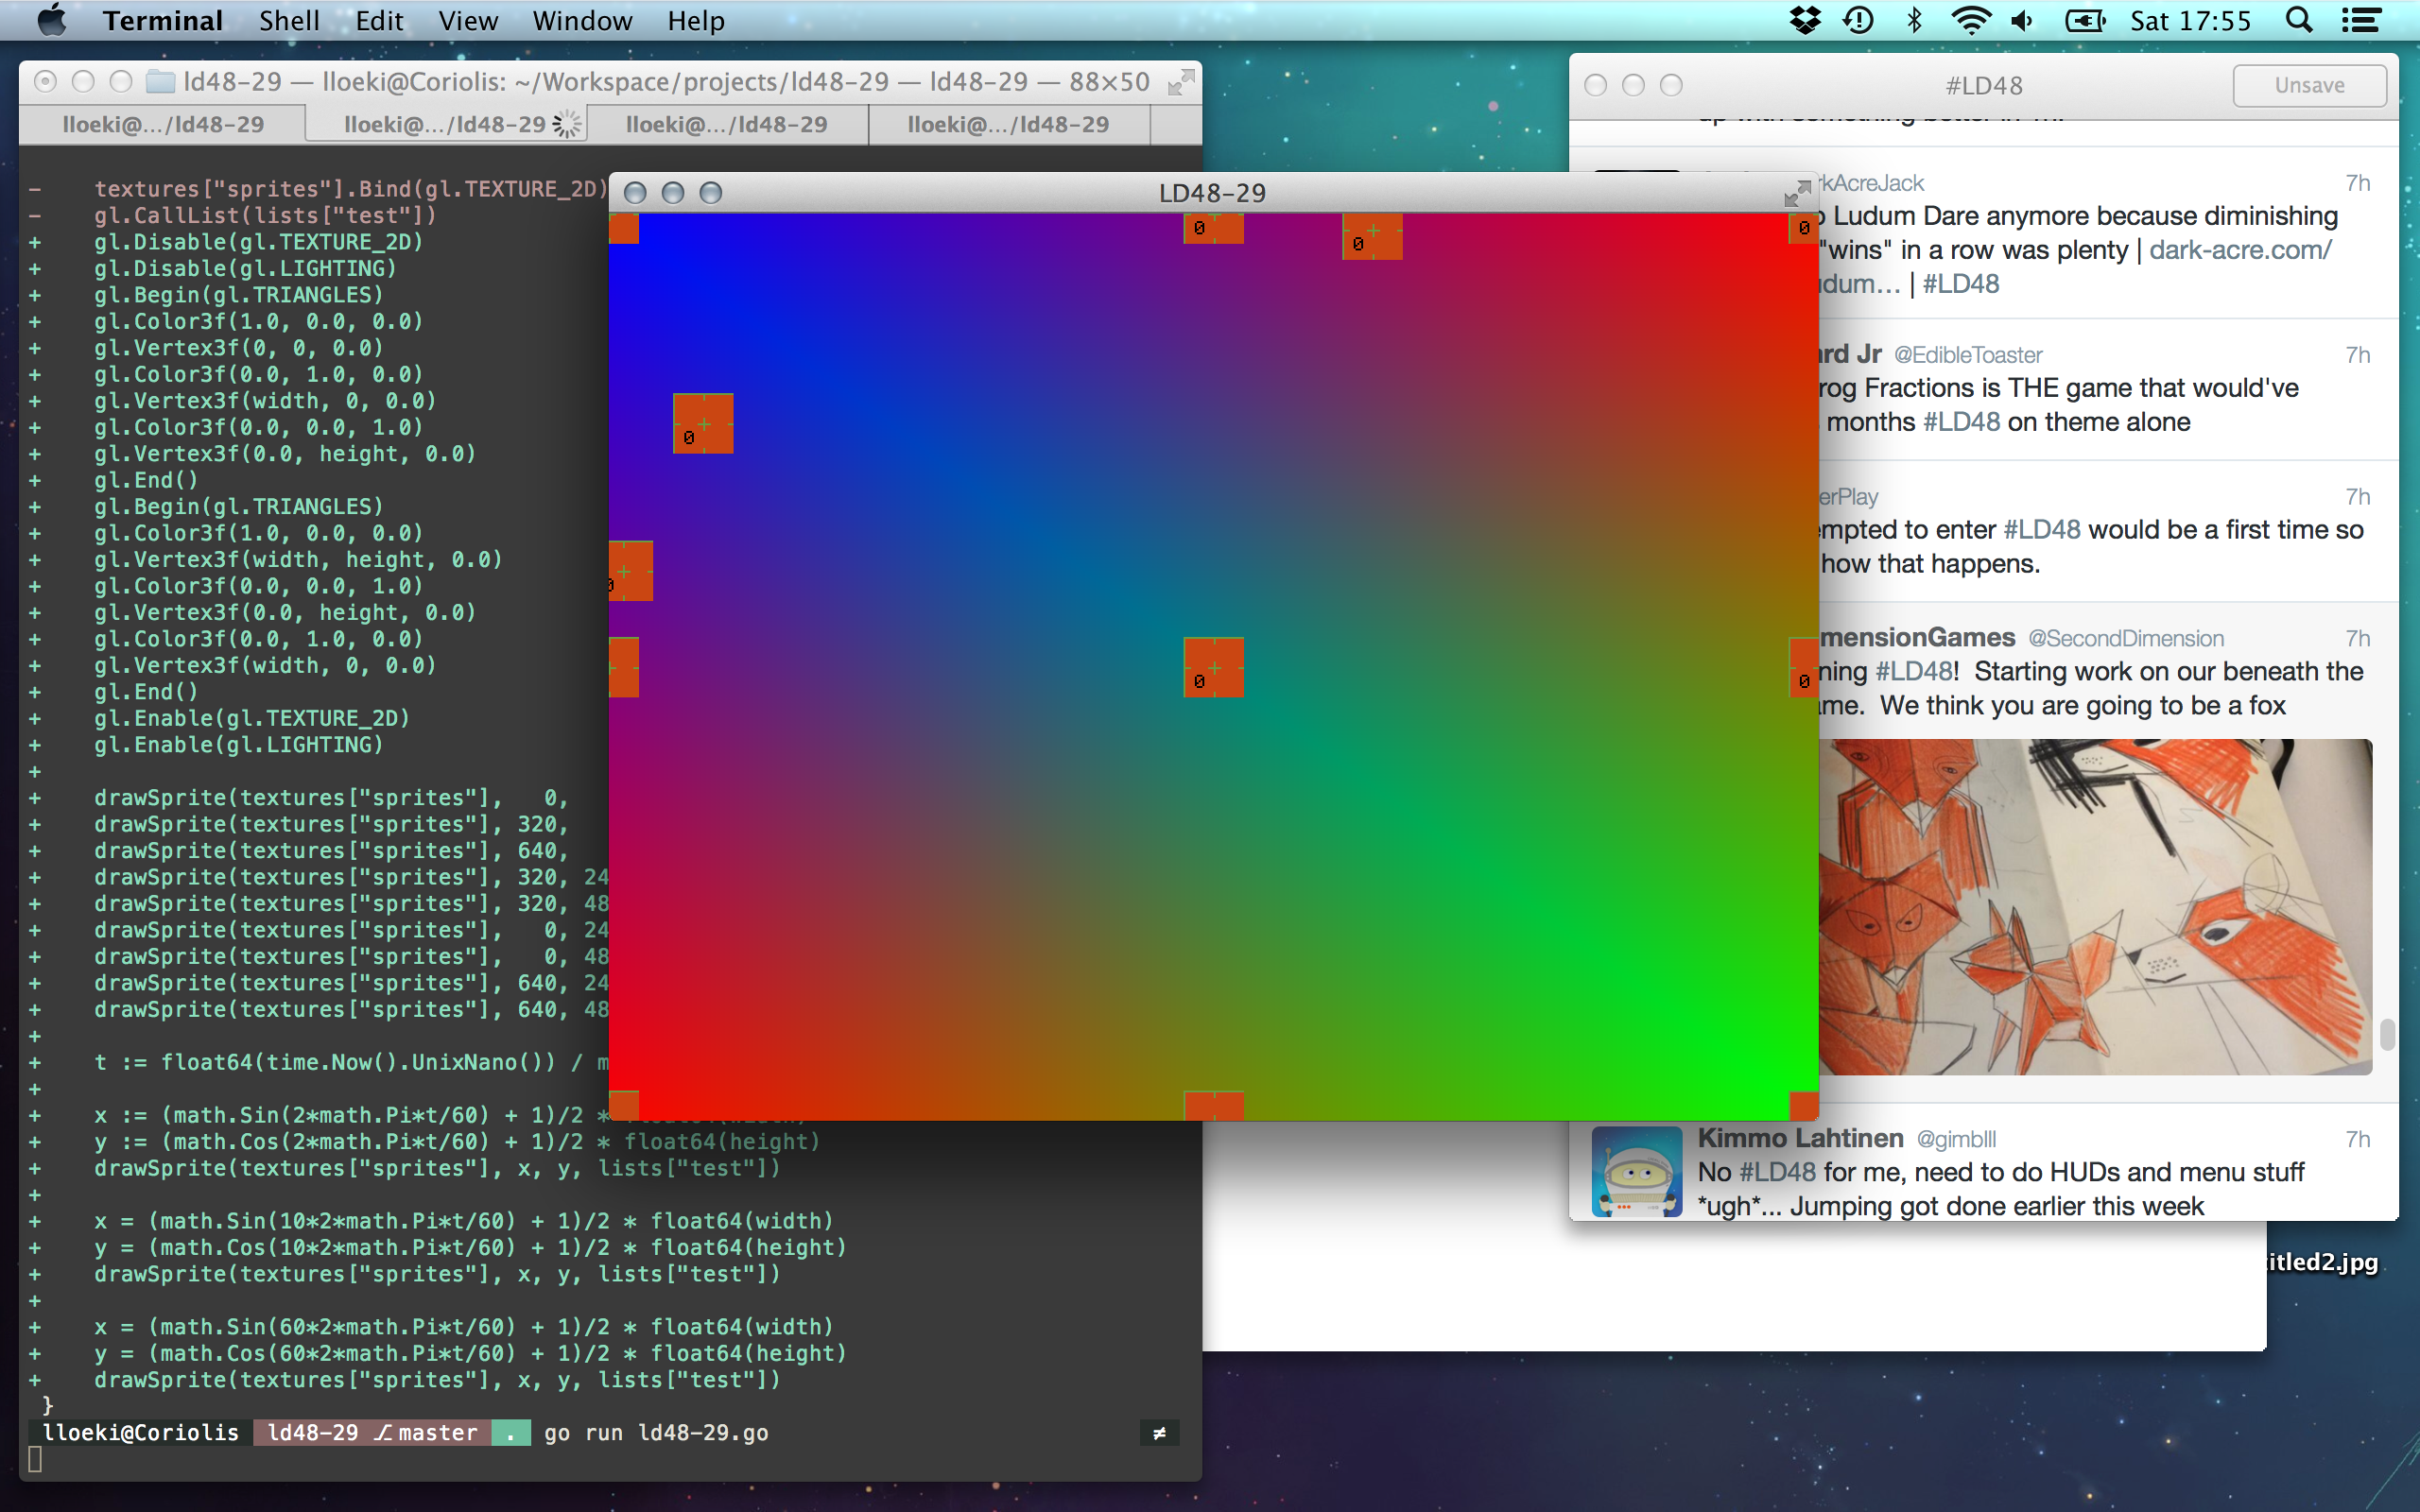 Terminal Shell Edit View Window Help
Sat 17:55
ld48-29 — lloeki@Coriolis: ~/Workspace/projects/ld48-29 — ld48-29 — 88×50
lloeki@.../ld48-29 lloeki@.../ld48-29 lloeki@.../ld48-29 lloeki@.../ld48-29
- textures["sprites"].Bind(gl.TEXTURE_2D)
- gl.CallList(lists["test"])
+ gl.Disable(gl.TEXTURE_2D)
+ gl.Disable(gl.LIGHTING)
+ gl.Begin(gl.TRIANGLES)
+ gl.Color3f(1.0, 0.0, 0.0)
+ gl.Vertex3f(0, 0, 0.0)
+ gl.Color3f(0.0, 1.0, 0.0)
+ gl.Vertex3f(width, 0, 0.0)
+ gl.Color3f(0.0, 0.0, 1.0)
+ gl.Vertex3f(0.0, height, 0.0)
+ gl.End()
+ gl.Begin(gl.TRIANGLES)
+ gl.Color3f(1.0, 0.0, 0.0)
+ gl.Vertex3f(width, height, 0.0)
+ gl.Color3f(0.0, 0.0, 1.0)
+ gl.Vertex3f(0.0, height, 0.0)
+ gl.Color3f(0.0, 1.0, 0.0)
+ gl.Vertex3f(width, 0, 0.0)
+ gl.End()
+ gl.Enable(gl.TEXTURE_2D)
+ gl.Enable(gl.LIGHTING)
+
+ drawSprite(textures["sprites"], 0,
+ drawSprite(textures["sprites"], 320,
+ drawSprite(textures["sprites"], 640,
+ drawSprite(textures["sprites"], 320, 24
+ drawSprite(textures["sprites"], 320, 48
+ drawSprite(textures["sprites"], 0, 24
+ drawSprite(textures["sprites"], 0, 48
+ drawSprite(textures["sprites"], 640, 24
+ drawSprite(textures["sprites"], 640, 48
+
+ t := float64(time.Now().UnixNano()) / m
+
+ x := (math.Sin(2*math.Pi*t/60) + 1)/2 * float64(width)
+ y := (math.Cos(2*math.Pi*t/60) + 1)/2 * float64(height)
+ drawSprite(textures["sprites"], x, y, lists["test"])
+
+ x = (math.Sin(10*2*math.Pi*t/60) + 1)/2 * float64(width)
+ y = (math.Cos(10*2*math.Pi*t/60) + 1)/2 * float64(height)
+ drawSprite(textures["sprites"], x, y, lists["test"])
+
+ x = (math.Sin(60*2*math.Pi*t/60) + 1)/2 * float64(width)
+ y = (math.Cos(60*2*math.Pi*t/60) + 1)/2 * float64(height)
+ drawSprite(textures["sprites"], x, y, lists["test"])
}
lloeki@Coriolis ld48-29 ⎇ master . go run ld48-29.go ≠
LD48-29
0 0 0
0
0
0 0
#LD48
Unsave
rkAcreJack 7h
Ludum Dare anymore because diminishing
"wins" in a row was plenty | dark-acre.com/
udum… | #LD48
ard Jr @EdibleToaster 7h
rog Fractions is THE game that would've
months #LD48 on theme alone
erPlay 7h
empted to enter #LD48 would be a first time so
how that happens.
mensionGames @SecondDimension 7h
ning #LD48! Starting work on our beneath the
ame. We think you are going to be a fox
Kimmo Lahtinen @gimblll 7h
No #LD48 for me, need to do HUDs and menu stuff
*ugh*... Jumping got done earlier this week
itled2.jpg